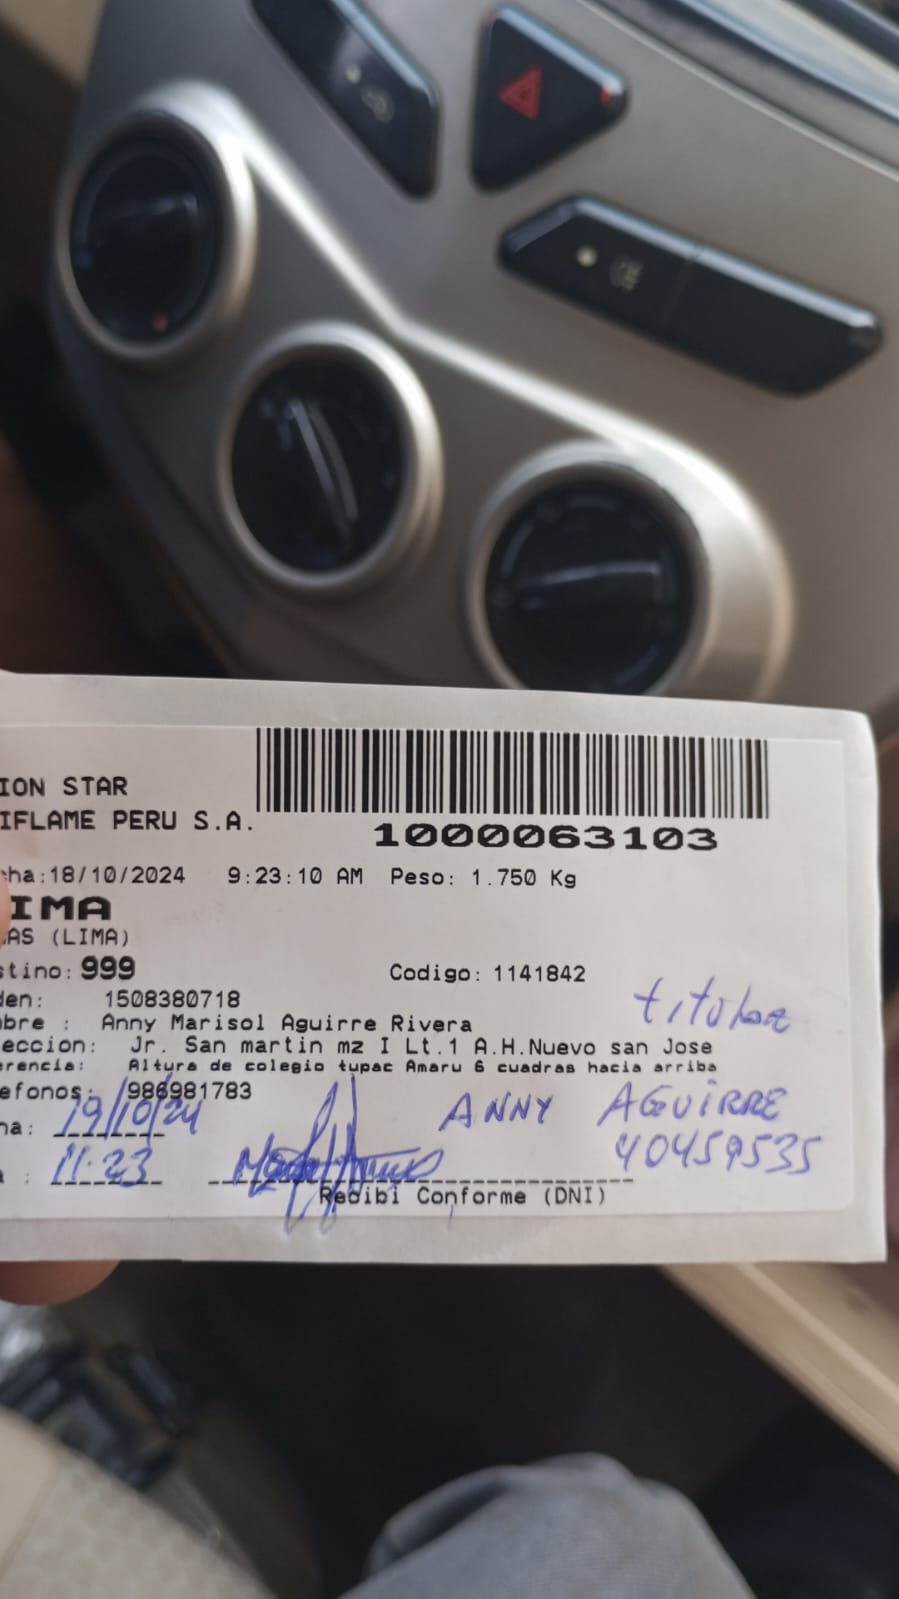 ION STAR
IFLAME PERU S.A.
1000063103
ha:18/10/2024 9:23:10 AM Peso: 1.750 Kg
IMA
AS (LIMA)
stino: 999 Codigo: 1141842
den: 1508380718
titular
bre : Anny Marisol Aguirre Rivera
eccion: Jr. San martin mz I Lt.1 A.H.Nuevo san Jose
erencia: Altura de colegio tupac Amaru 6 cuadras hacia arriba
efonos: 986981783
ha: 19/10/24 ANNY AGUIRRE
: 11:23 40459535
Recibi Conforme (DNI)